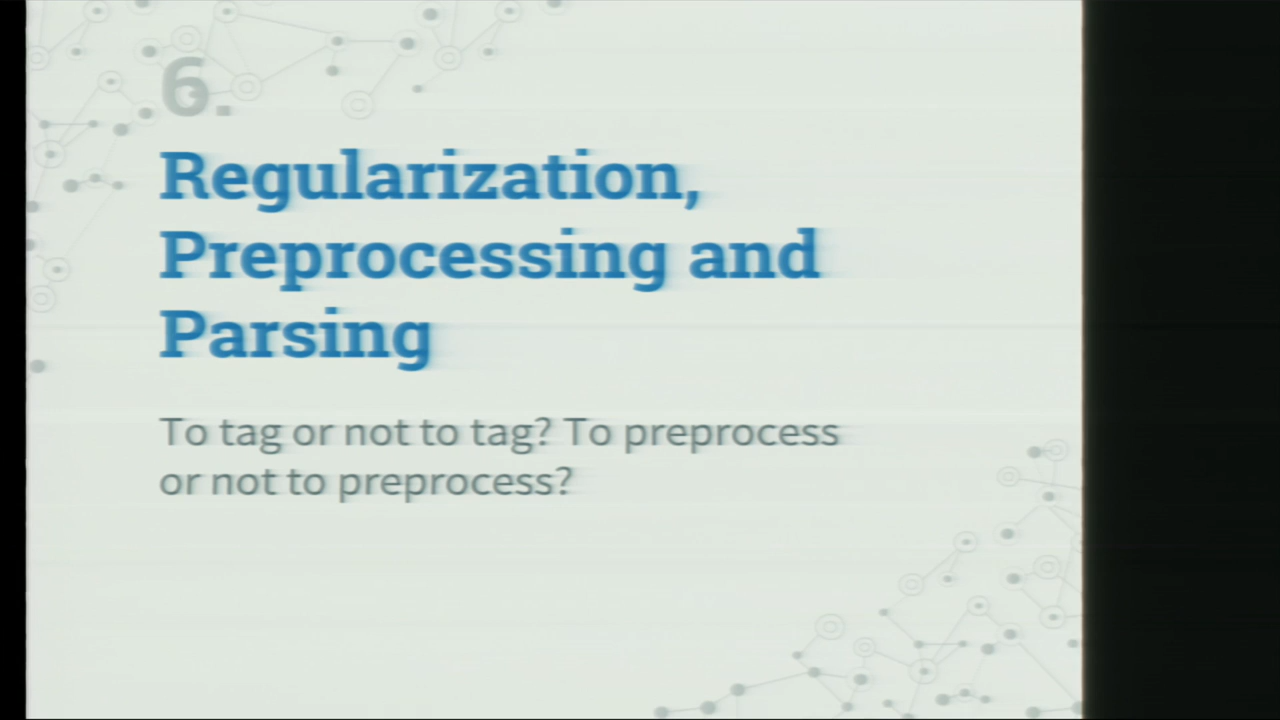 6.
Regularization,
Preprocessing and
Parsing
To tag or not to tag? To preprocess
or not to preprocess?